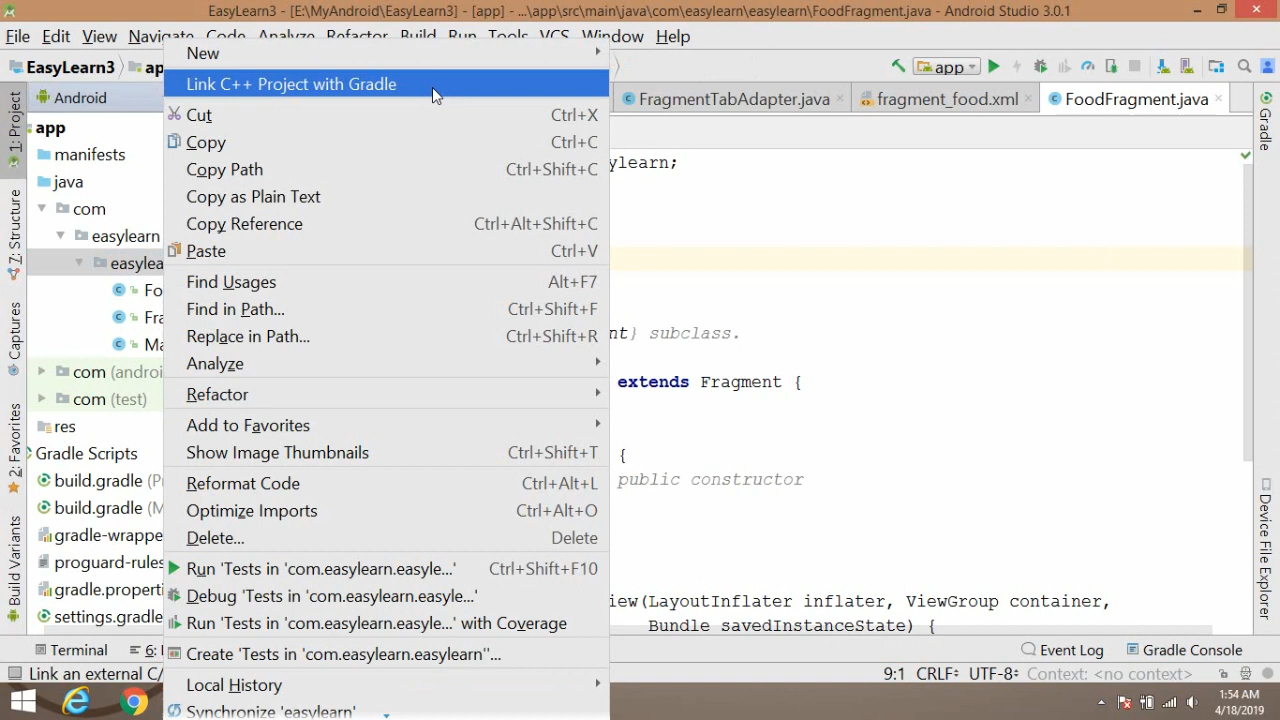 EasyLearn3 - [E:\MyAndroid\EasyLearn3] - [app] - ...\app\src\main\java\com\easylearn\easylearn\FoodFragment.java - Android Studio 3.0.1
File Edit View Navigate Code Analyze Refactor Build Run Tools VCS Window Help
EasyLearn3 ap
app
Android
FragmentTabAdapter.java
fragment_food.xml
FoodFragment.java
1: Project
Z: Structure
Captures
2: Favorites
Build Variants
app
manifests
java
com
easylearn
easylea
Fo
Fra
Ma
com (androi
com (test)
res
Gradle Scripts
build.gradle (P
build.gradle (M
gradle-wrappe
proguard-rules
gradle.properti
settings.gradle
New
Link C++ Project with Gradle
Cut Ctrl+X
Copy Ctrl+C
Copy Path Ctrl+Shift+C
Copy as Plain Text
Copy Reference Ctrl+Alt+Shift+C
Paste Ctrl+V
Find Usages Alt+F7
Find in Path... Ctrl+Shift+F
Replace in Path... Ctrl+Shift+R
Analyze
Refactor
Add to Favorites
Show Image Thumbnails Ctrl+Shift+T
Reformat Code Ctrl+Alt+L
Optimize Imports Ctrl+Alt+O
Delete... Delete
Run 'Tests in 'com.easylearn.easyle...' Ctrl+Shift+F10
Debug 'Tests in 'com.easylearn.easyle...'
Run 'Tests in 'com.easylearn.easyle...' with Coverage
Create 'Tests in 'com.easylearn.easylearn''...
Local History
Synchronize 'easylearn'
sylearn;
nt} subclass.
extends Fragment {
{
public constructor
iew(LayoutInflater inflater, ViewGroup container,
Bundle savedInstanceState) {
Gradle
Device File Explorer
Terminal 6:
Event Log Gradle Console
Link an external C/
9:1 CRLF÷ UTF-8÷ Context: <no context>
1:54 AM
4/18/2019